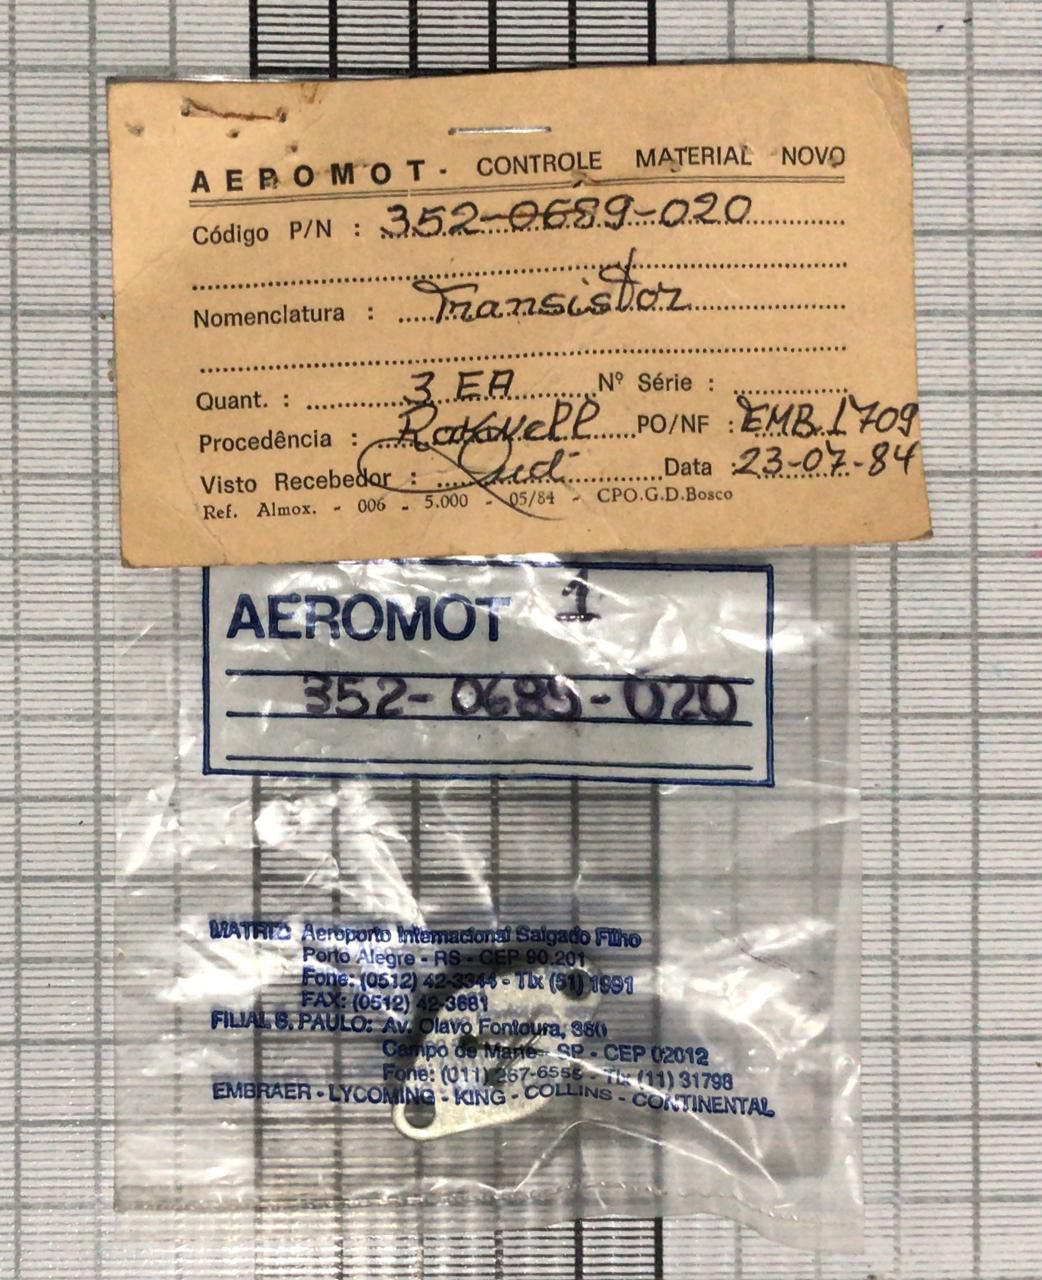 AEROMOT - CONTROLE MATERIAL NOVO
Código P/N : 352-0689-020
Nomenclatura : Transistor
Quant. : 3 EA Nº Série :
Procedência : Rockwell PO/NF : EMB 1709
Visto Recebedor : Data : 23-07-84
Ref. Almox. - 006 - 5.000 - 05/84 - CPO.G.D.Bosco
AEROMOT 1
352-0689-020
MATRIZ: Aeroporto Internacional Salgado Filho
Porto Alegre - RS - CEP 90.201
Fone: (0512) 42-3344 - Tlx (51) 1991
FAX: (0512) 42-3681
FILIAL S. PAULO: Av. Olavo Fontoura, 380
Campo de Marte - SP - CEP 02012
Fone: (011) 267-6555 - Tlx (11) 31798
EMBRAER - LYCOMING - KING - COLLINS - CONTINENTAL